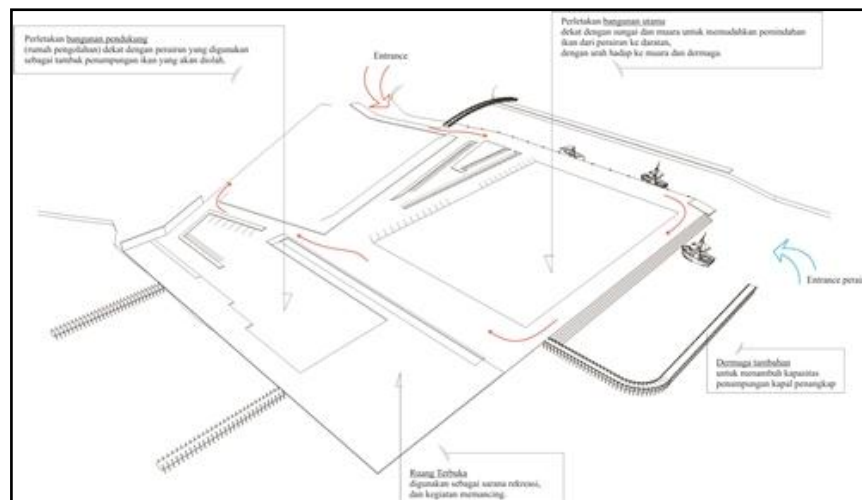 Perletakan bangunan pendukung
(rumah pengolahan) dekat dengan perairan yang digunakan
sebagai tambak penampungan ikan yang akan diolah.
Perletakan bangunan utama
dekat dengan sungai dan muara untuk memudahkan pemindahan
ikan dari perairan ke daratan,
dengan arah hadap ke muara dan dermaga.
Entrance
Entrance perai
Dermaga tambahan
untuk menambah kapasitas
penampungan kapal penangkap
Ruang Terbuka
digunakan sebagai sarana rekreasi,
dan kegiatan memancing.